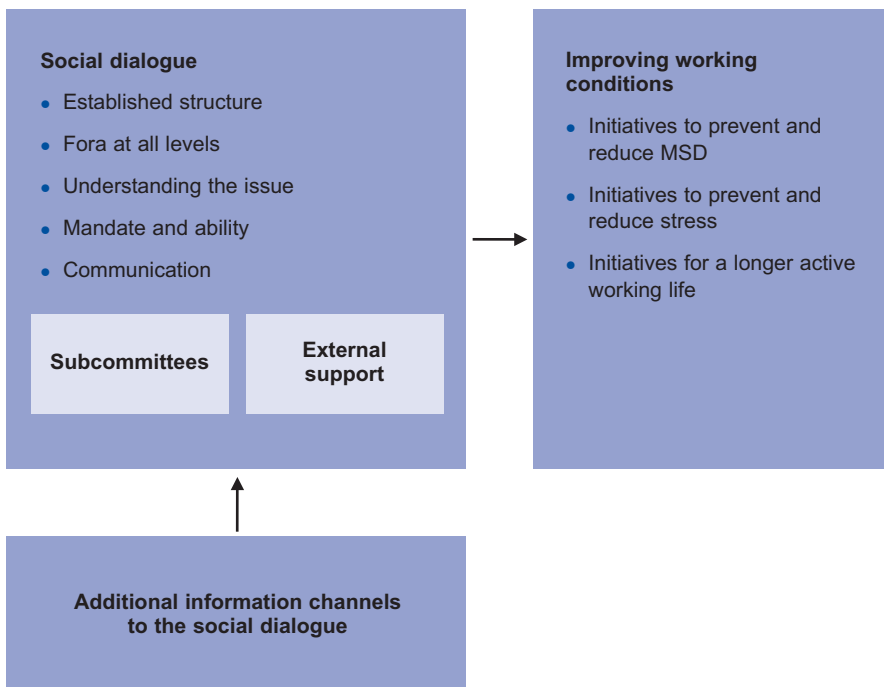 Social dialogue
• Established structure
• Fora at all levels
• Understanding the issue
• Mandate and ability
• Communication
Subcommittees
External
support
Improving working
conditions
• Initiatives to prevent and
reduce MSD
• Initiatives to prevent and
reduce stress
• Initiatives for a longer active
working life
Additional information channels
to the social dialogue